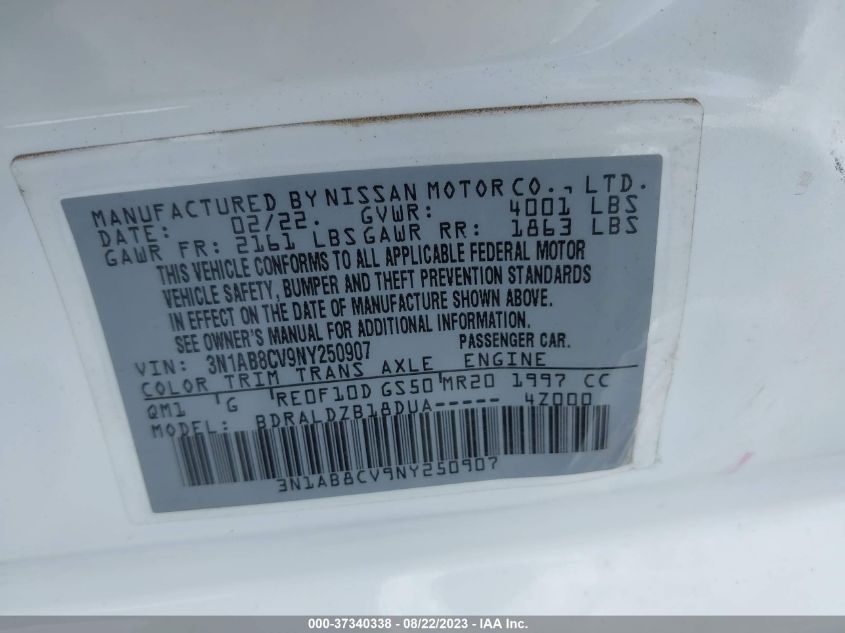 MANUFACTURED BY NISSAN MOTOR CO., LTD.
DATE: 02/22. GVWR: 4001 LBS
GAWR FR: 2161 LBS GAWR RR: 1863 LBS
THIS VEHICLE CONFORMS TO ALL APPLICABLE FEDERAL MOTOR
VEHICLE SAFETY, BUMPER AND THEFT PREVENTION STANDARDS
IN EFFECT ON THE DATE OF MANUFACTURE SHOWN ABOVE.
SEE OWNER'S MANUAL FOR ADDITIONAL INFORMATION.
VIN: 3N1AB8CV9NY250907 PASSENGER CAR.
COLOR TRIM TRANS AXLE ENGINE
QM1 G RE0F10D GS50 MR20 1997 CC
MODEL: BDRALDZB18DUA----- 4Z000
3N1AB8CV9NY250907
000-37340338 - 08/22/2023 - IAA Inc.